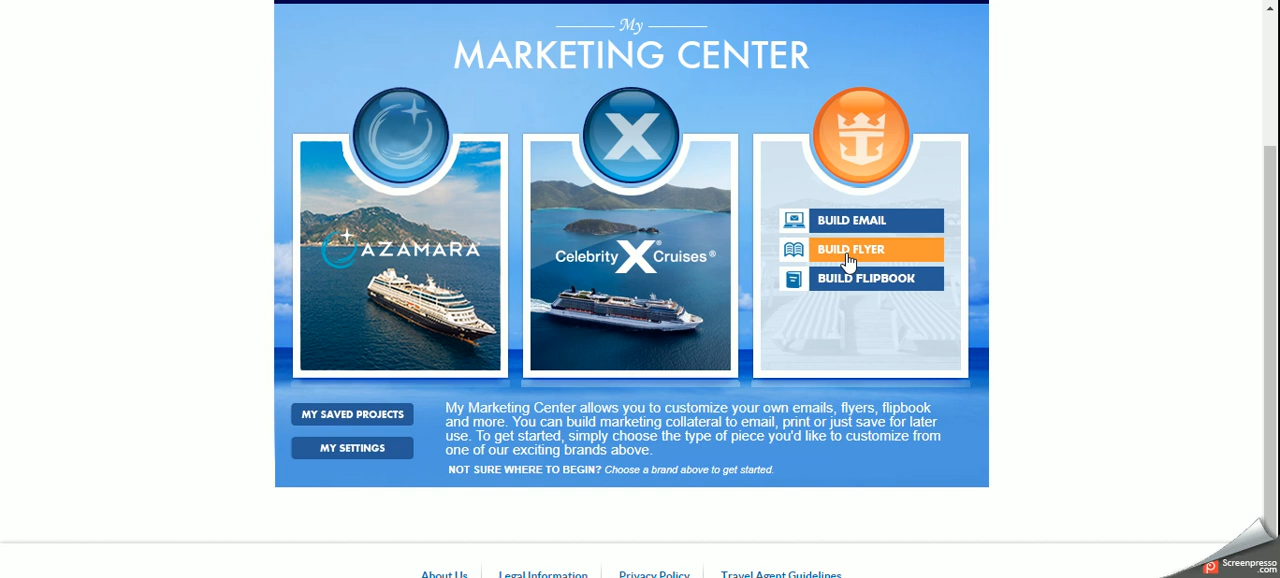 My
MARKETING CENTER
AZAMARA
Celebrity X Cruises®
BUILD EMAIL
BUILD FLYER
BUILD FLIPBOOK
MY SAVED PROJECTS
MY SETTINGS
My Marketing Center allows you to customize your own emails, flyers, flipbook
and more. You can build marketing collateral to email, print or just save for later
use. To get started, simply choose the type of piece you'd like to customize from
one of our exciting brands above.
NOT SURE WHERE TO BEGIN? Choose a brand above to get started.
About Us
Legal Information
Privacy Policy
Travel Agent Guidelines
Screenpresso
.com